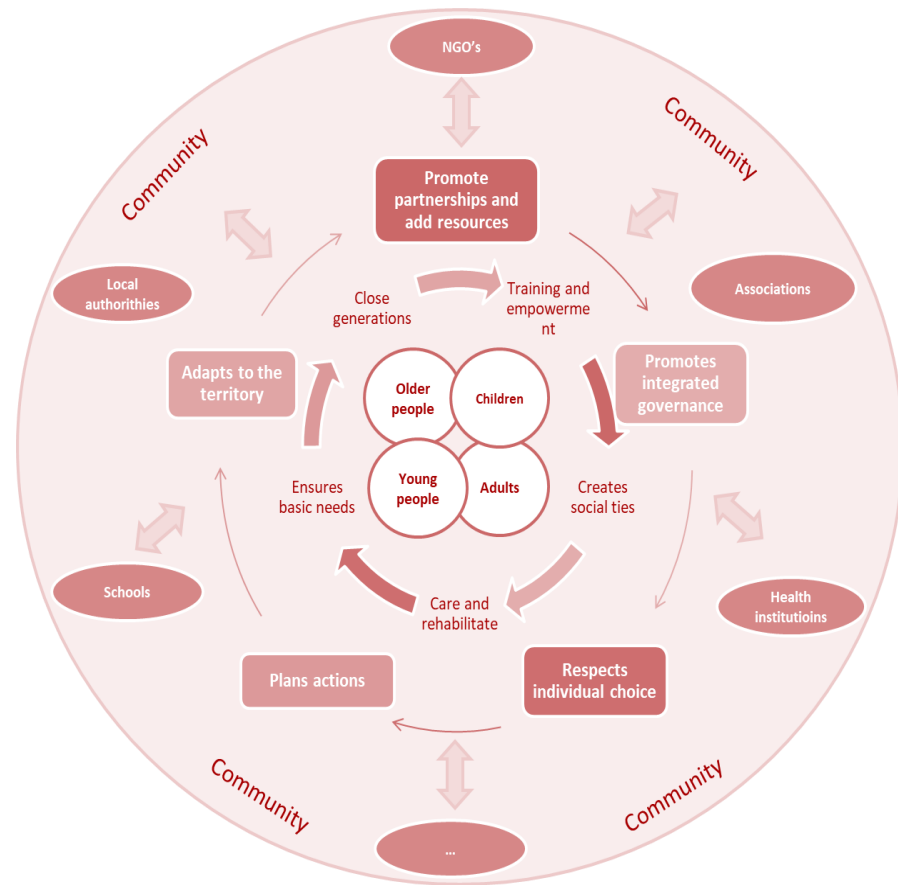 NGO's
Community
Community
Promote
partnerships and
add resources
Local
authorithies
Associations
Close
generations
Training and
empowerme
nt
Adapts to the
territory
Promotes
integrated
governance
Older
people
Children
Young
people
Adults
Ensures
basic needs
Creates
social ties
Schools
Health
institutioins
Care and
rehabilitate
Plans actions
Respects
individual choice
Community
Community
...